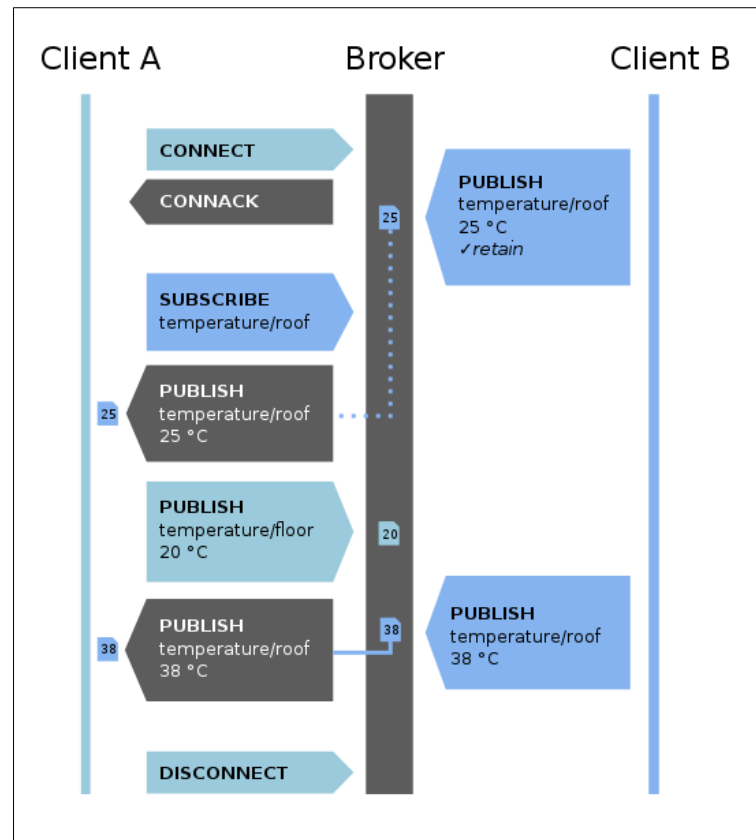 Client A
Broker
Client B
CONNECT
CONNACK
PUBLISH
temperature/roof
25 °C
✓retain
25
SUBSCRIBE
temperature/roof
PUBLISH
temperature/roof
25 °C
25
PUBLISH
temperature/floor
20 °C
20
PUBLISH
temperature/roof
38 °C
38
PUBLISH
temperature/roof
38 °C
38
DISCONNECT